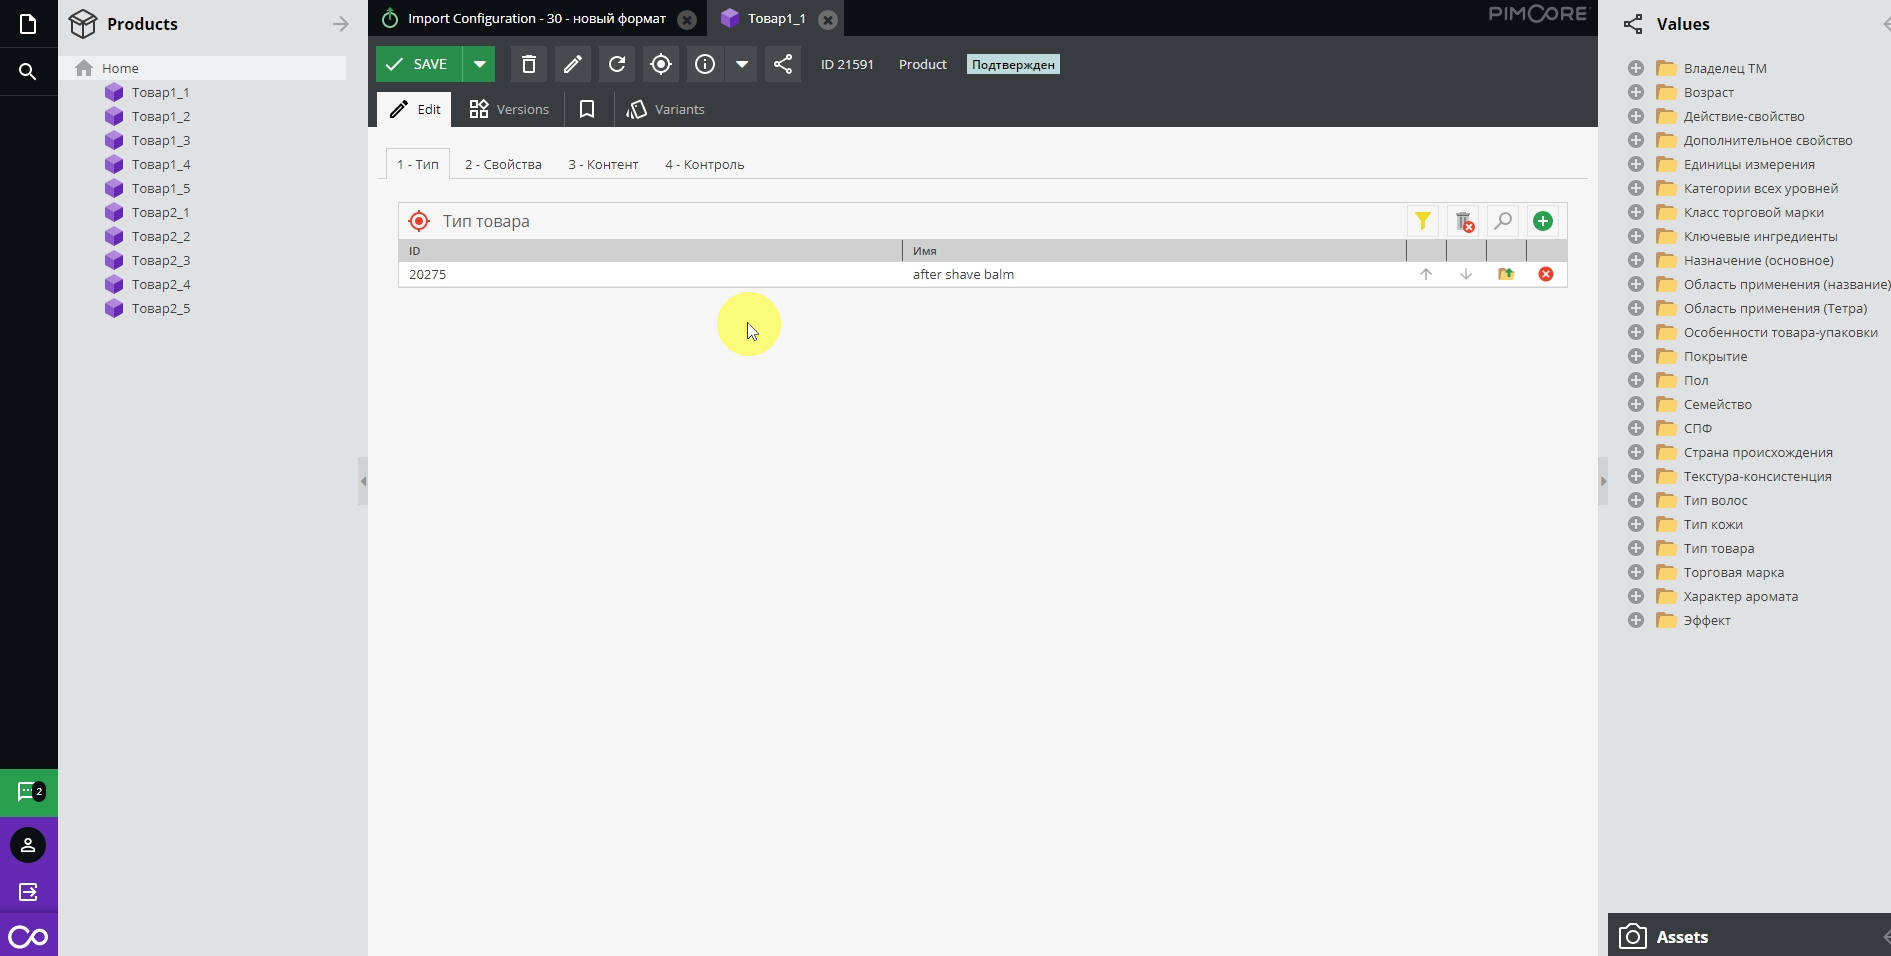 Products
Home
Товар1_1
Товар1_2
Товар1_3
Товар1_4
Товар1_5
Товар2_1
Товар2_2
Товар2_3
Товар2_4
Товар2_5
2
Import Configuration - 30 - новый формат
Товар1_1
PIMCORE
SAVE
ID 21591
Product
Подтвержден
Edit
Versions
Variants
1 - Тип
2 - Свойства
3 - Контент
4 - Контроль
Тип товара
ID
Имя
20275
after shave balm
Values
Владелец ТМ
Возраст
Действие-свойство
Дополнительное свойство
Единицы измерения
Категории всех уровней
Класс торговой марки
Ключевые ингредиенты
Назначение (основное)
Область применения (название)
Область применения (Тетра)
Особенности товара-упаковки
Покрытие
Пол
Семейство
СПФ
Страна происхождения
Текстура-консистенция
Тип волос
Тип кожи
Тип товара
Торговая марка
Характер аромата
Эффект
Assets